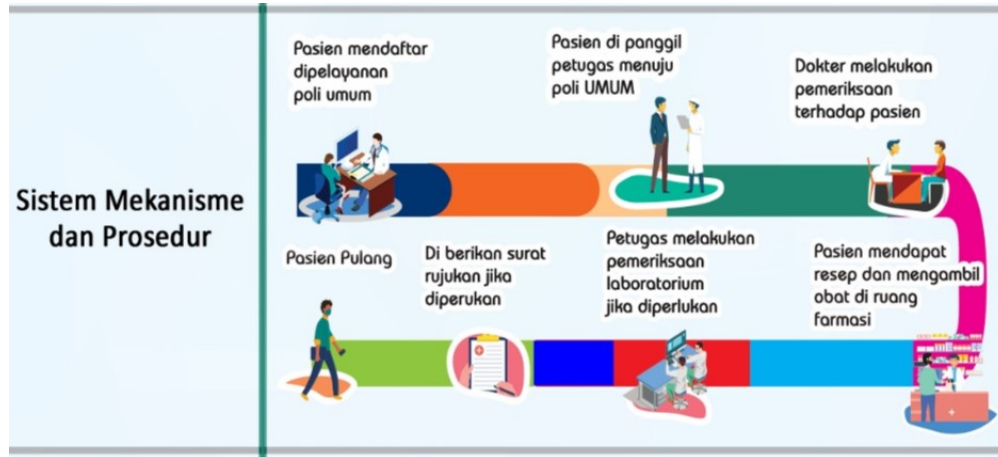 Sistem Mekanisme
dan Prosedur
Pasien mendaftar
dipelayanan
poli umum
Pasien di panggil
petugas menuju
poli UMUM
Dokter melakukan
pemeriksaan
terhadap pasien
Pasien mendapat
resep dan mengambil
obat di ruang
farmasi
Petugas melakukan
pemeriksaan
laboratorium
jika diperlukan
Di berikan surat
rujukan jika
diperukan
Pasien Pulang